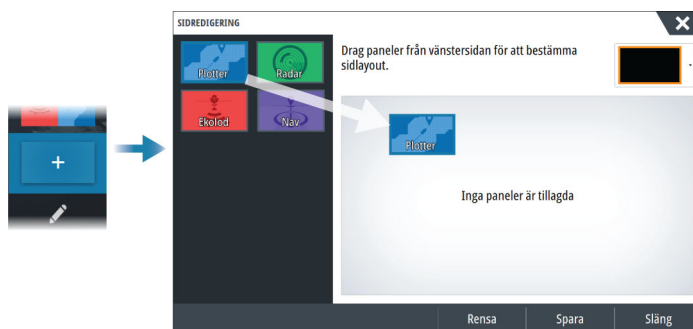 SIDREDIGERING
Plotter
Radar
Ekolod
Nav
Drag paneler från vänstersidan för att bestämma
sidlayout.
Plotter
Inga paneler är tillagda
+
Rensa
Spara
Släng